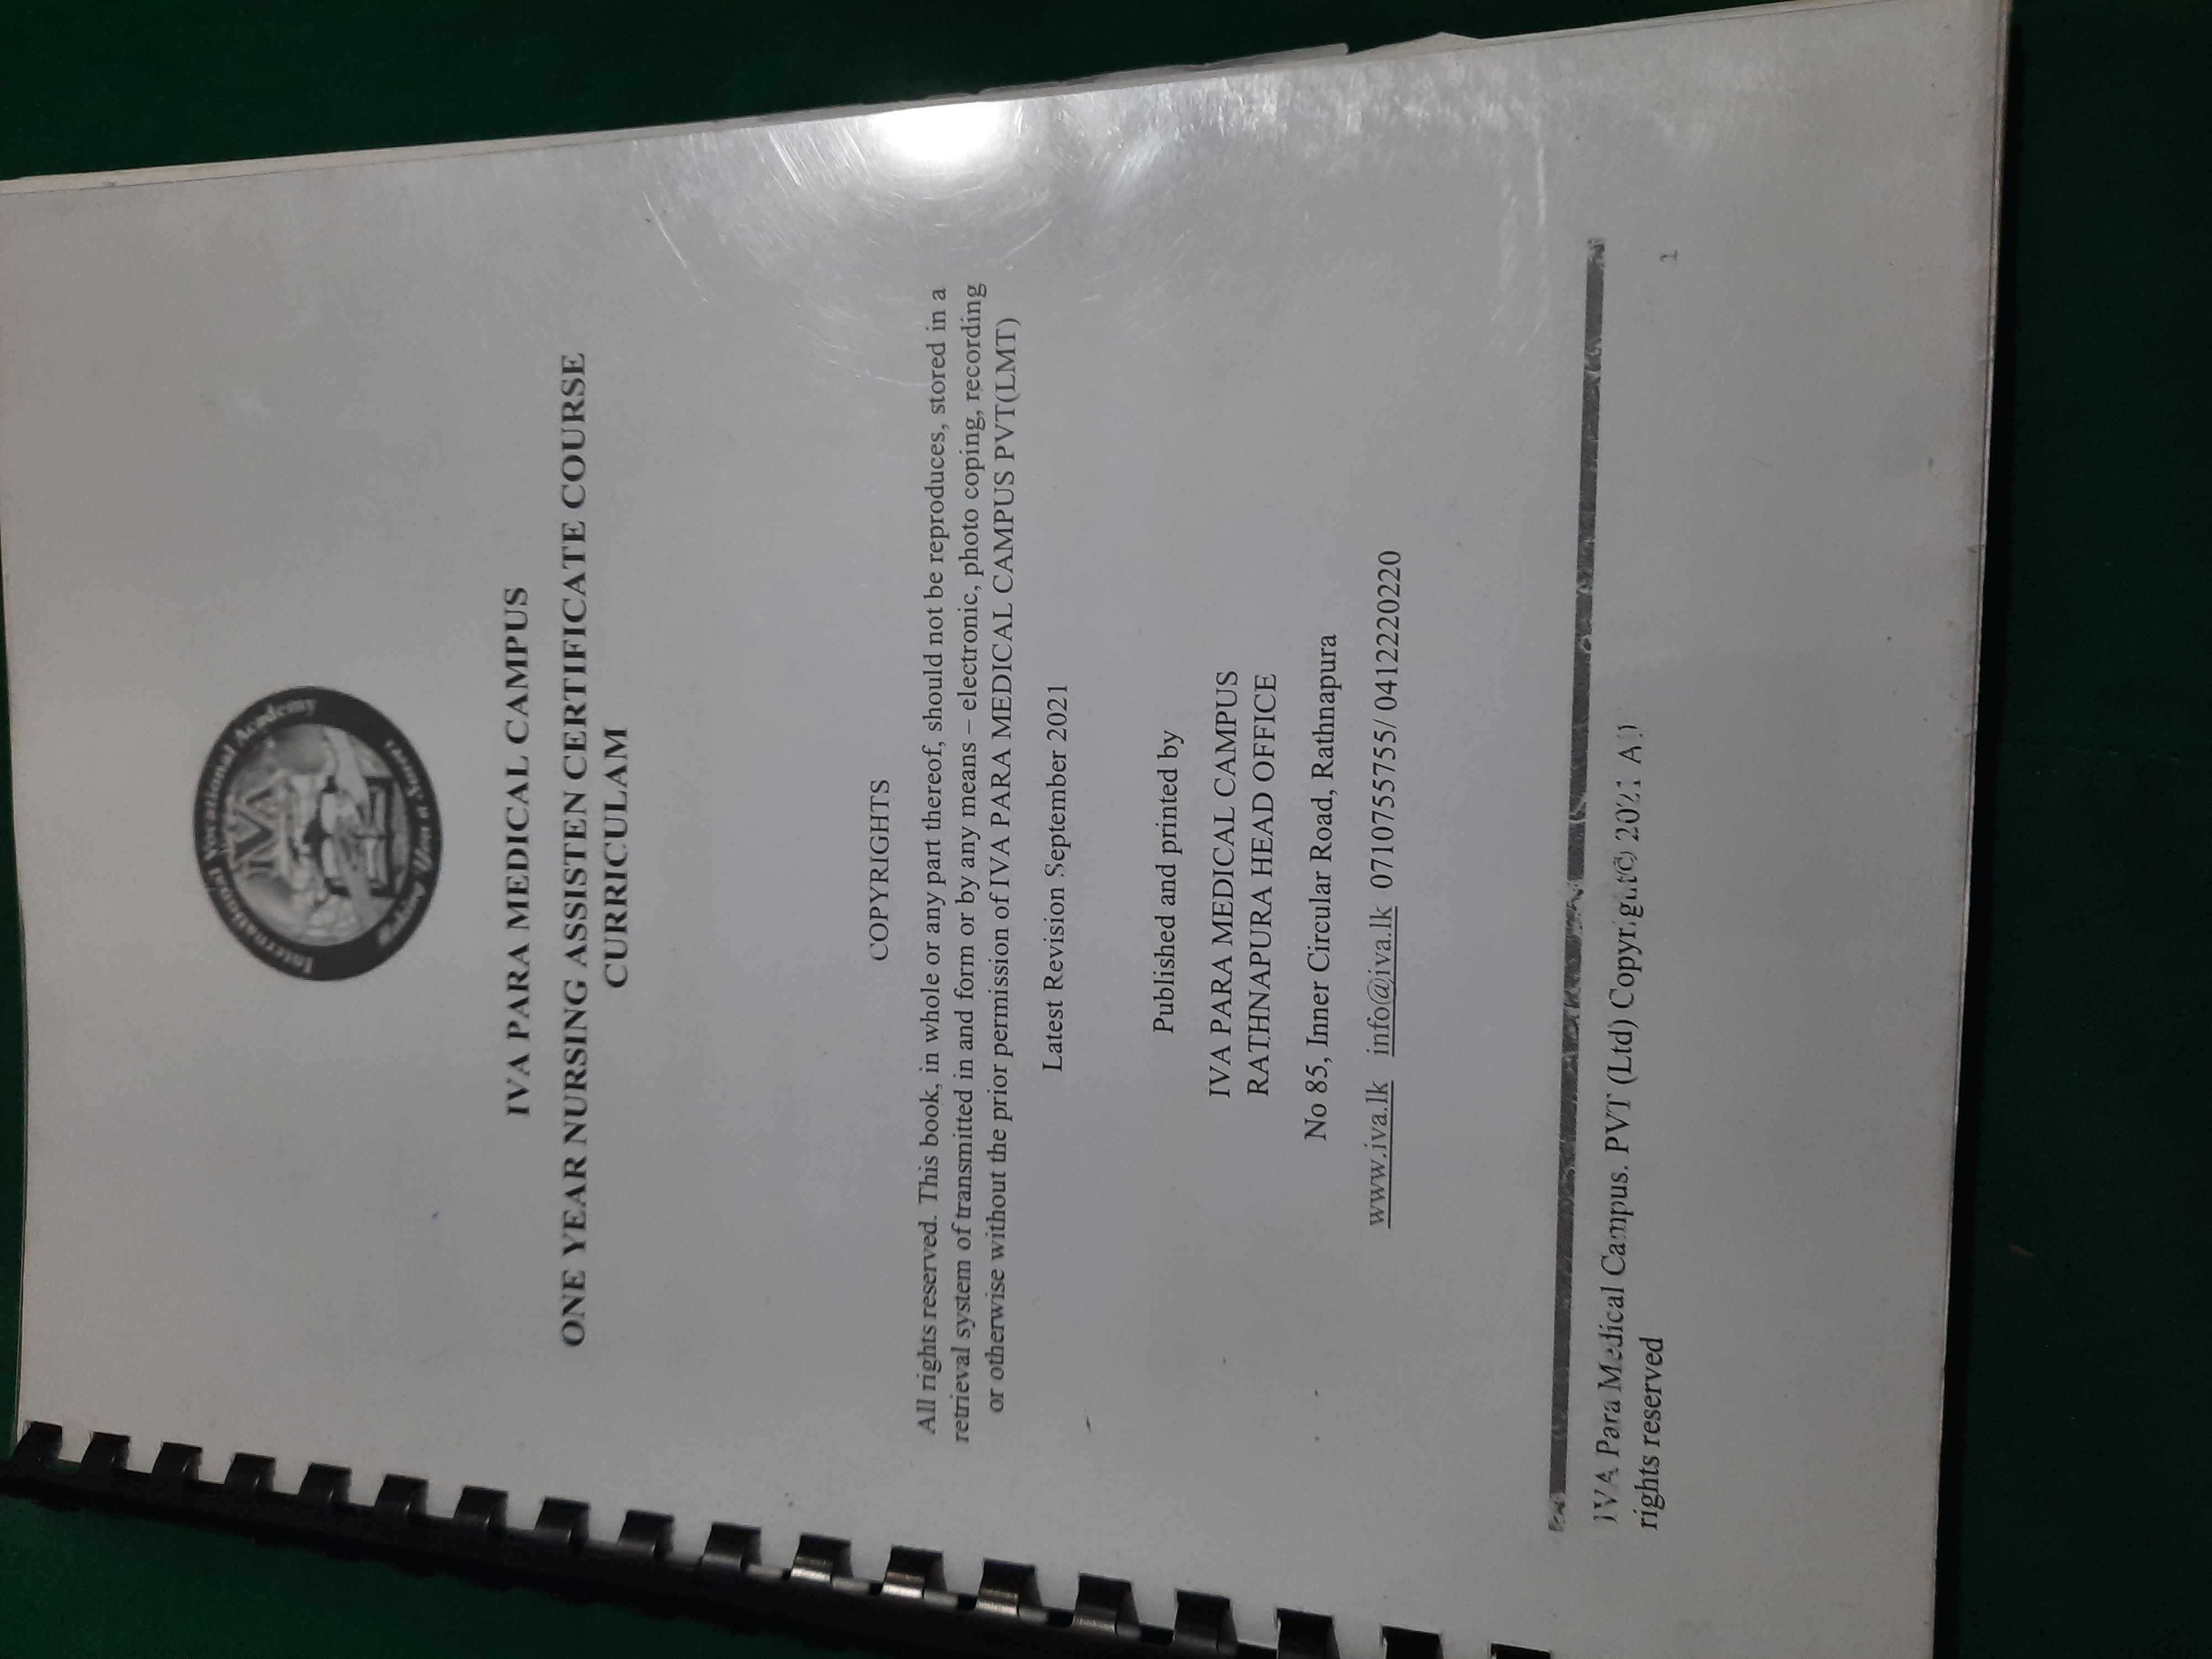 International Vocational Academy
IVA
IVA PARA MEDICAL CAMPUS
ONE YEAR NURSING ASSISTEN CERTIFICATE COURSE
CURRICULAM
COPYRIGHTS
All rights reserved. This book, in whole or any part thereof, should not be reproduces, stored in a
retrieval system of transmitted in and form or by any means – electronic, photo coping, recording
or otherwise without the prior permission of IVA PARA MEDICAL CAMPUS PVT(LMT)
Latest Revision September 2021
Published and printed by
IVA PARA MEDICAL CAMPUS
RATHNAPURA HEAD OFFICE
No 85, Inner Circular Road, Rathnapura
www.iva.lk info@iva.lk 0710755755/ 0412220220
IVA Para Medical Campus. PVT (Ltd) Copyright© 2021 All
rights reserved
1